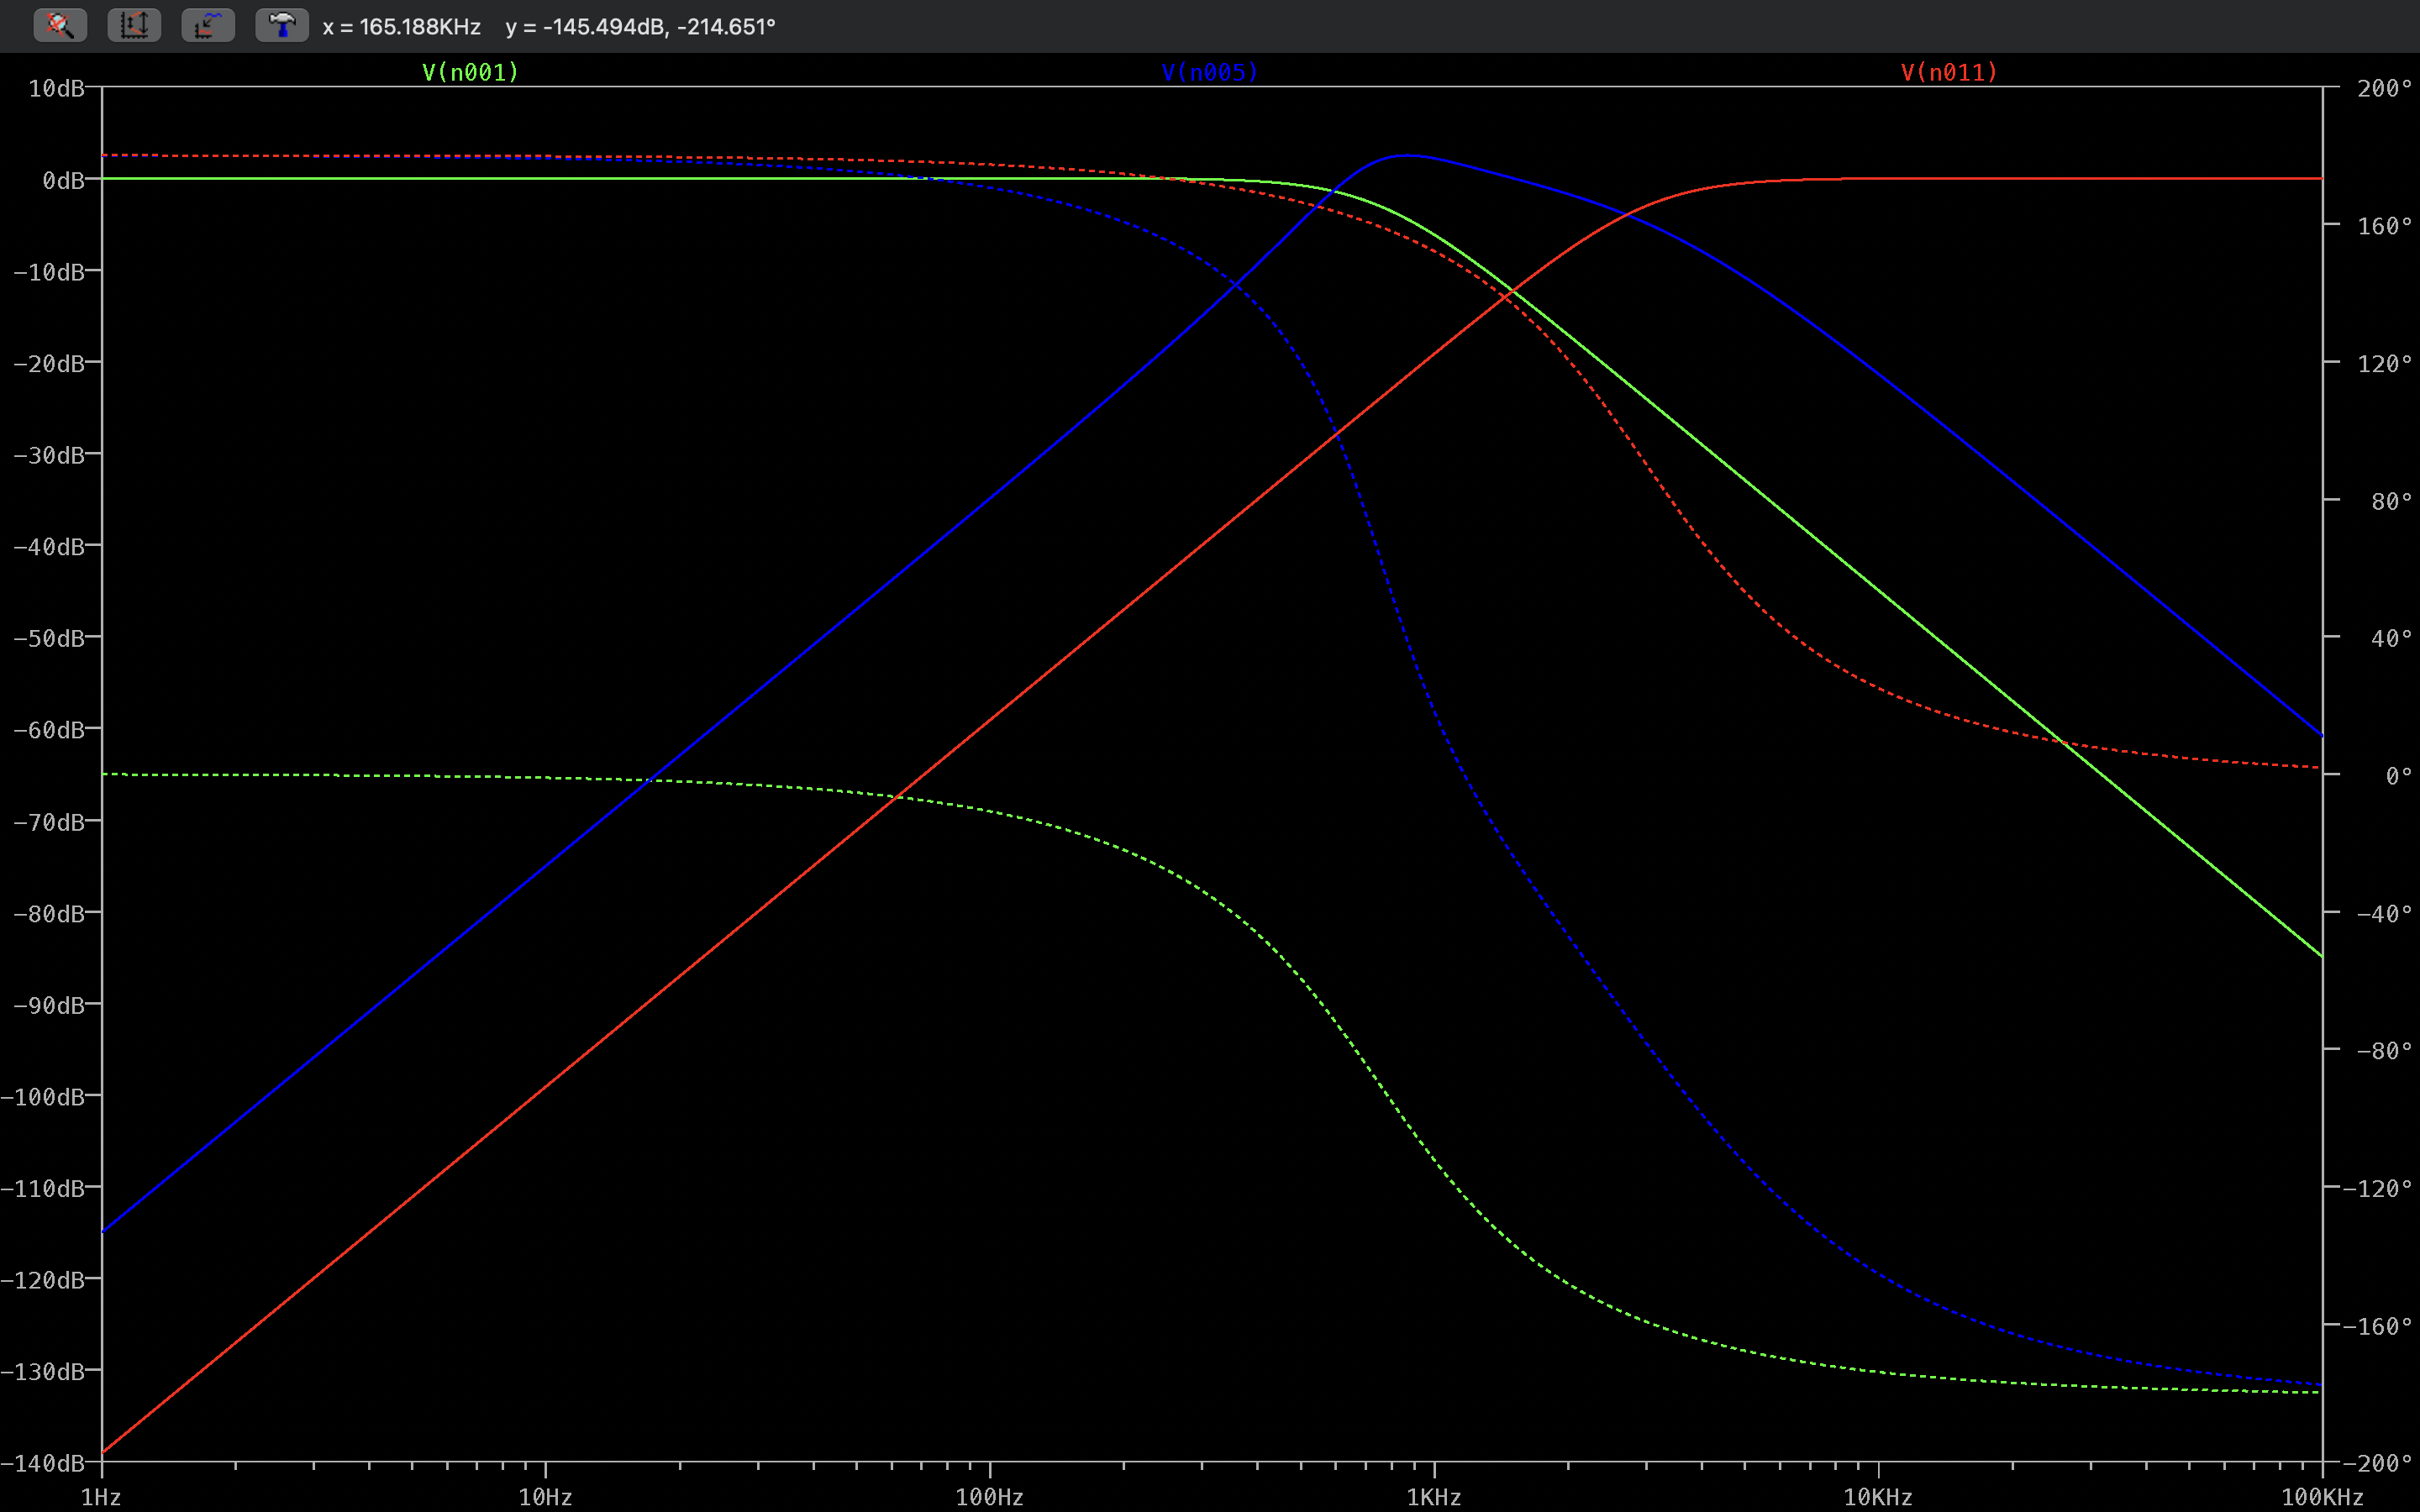 x = 165.188KHz y = -145.494dB, -214.651°
V(n001) V(n005) V(n011)
10dB 200°
0dB
160°
-10dB
-20dB 120°
-30dB
80°
-40dB
-50dB 40°
-60dB
0°
-70dB
-80dB -40°
-90dB
-80°
-100dB
-110dB -120°
-120dB
-160°
-130dB
-140dB -200°
1Hz 10Hz 100Hz 1KHz 10KHz 100KHz